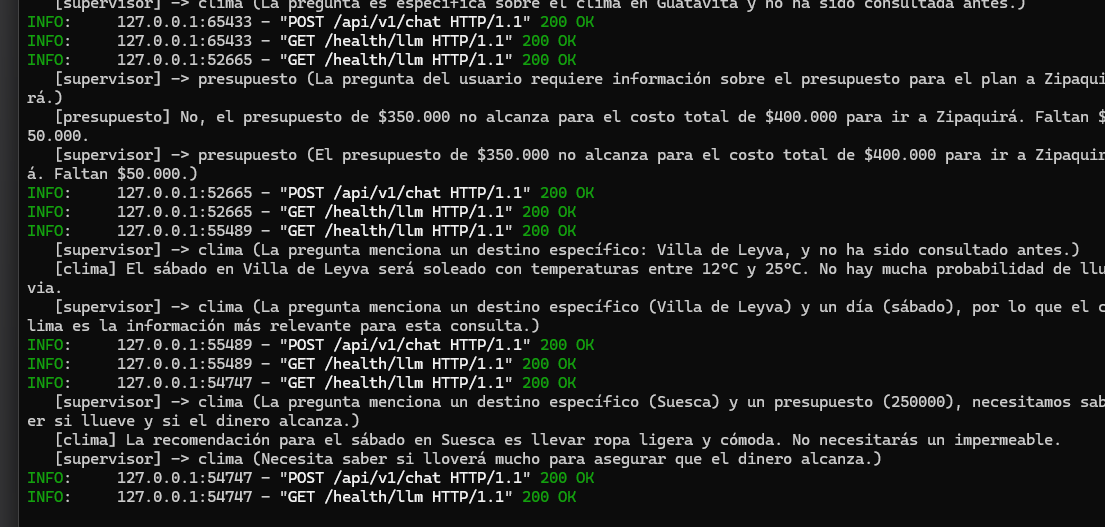 [supervisor] -> clima (La pregunta es específica sobre el clima en Guatavita y no ha sido consultada antes.)
INFO:     127.0.0.1:65433 - "POST /api/v1/chat HTTP/1.1" 200 OK
INFO:     127.0.0.1:65433 - "GET /health/llm HTTP/1.1" 200 OK
INFO:     127.0.0.1:52665 - "GET /health/llm HTTP/1.1" 200 OK
[supervisor] -> presupuesto (La pregunta del usuario requiere información sobre el presupuesto para el plan a Zipaqui
rá.)
[presupuesto] No, el presupuesto de $350.000 no alcanza para el costo total de $400.000 para ir a Zipaquirá. Faltan $
50.000.
[supervisor] -> presupuesto (El presupuesto de $350.000 no alcanza para el costo total de $400.000 para ir a Zipaquir
á. Faltan $50.000.)
INFO:     127.0.0.1:52665 - "POST /api/v1/chat HTTP/1.1" 200 OK
INFO:     127.0.0.1:52665 - "GET /health/llm HTTP/1.1" 200 OK
INFO:     127.0.0.1:55489 - "GET /health/llm HTTP/1.1" 200 OK
[supervisor] -> clima (La pregunta menciona un destino específico: Villa de Leyva, y no ha sido consultado antes.)
[clima] El sábado en Villa de Leyva será soleado con temperaturas entre 12°C y 25°C. No hay mucha probabilidad de llu
via.
[supervisor] -> clima (La pregunta menciona un destino específico (Villa de Leyva) y un día (sábado), por lo que el c
lima es la información más relevante para esta consulta.)
INFO:     127.0.0.1:55489 - "POST /api/v1/chat HTTP/1.1" 200 OK
INFO:     127.0.0.1:55489 - "GET /health/llm HTTP/1.1" 200 OK
INFO:     127.0.0.1:54747 - "GET /health/llm HTTP/1.1" 200 OK
[supervisor] -> clima (La pregunta menciona un destino específico (Suesca) y un presupuesto (250000), necesitamos sab
er si llueve y si el dinero alcanza.)
[clima] La recomendación para el sábado en Suesca es llevar ropa ligera y cómoda. No necesitarás un impermeable.
[supervisor] -> clima (Necesita saber si lloverá mucho para asegurar que el dinero alcanza.)
INFO:     127.0.0.1:54747 - "POST /api/v1/chat HTTP/1.1" 200 OK
INFO:     127.0.0.1:54747 - "GET /health/llm HTTP/1.1" 200 OK